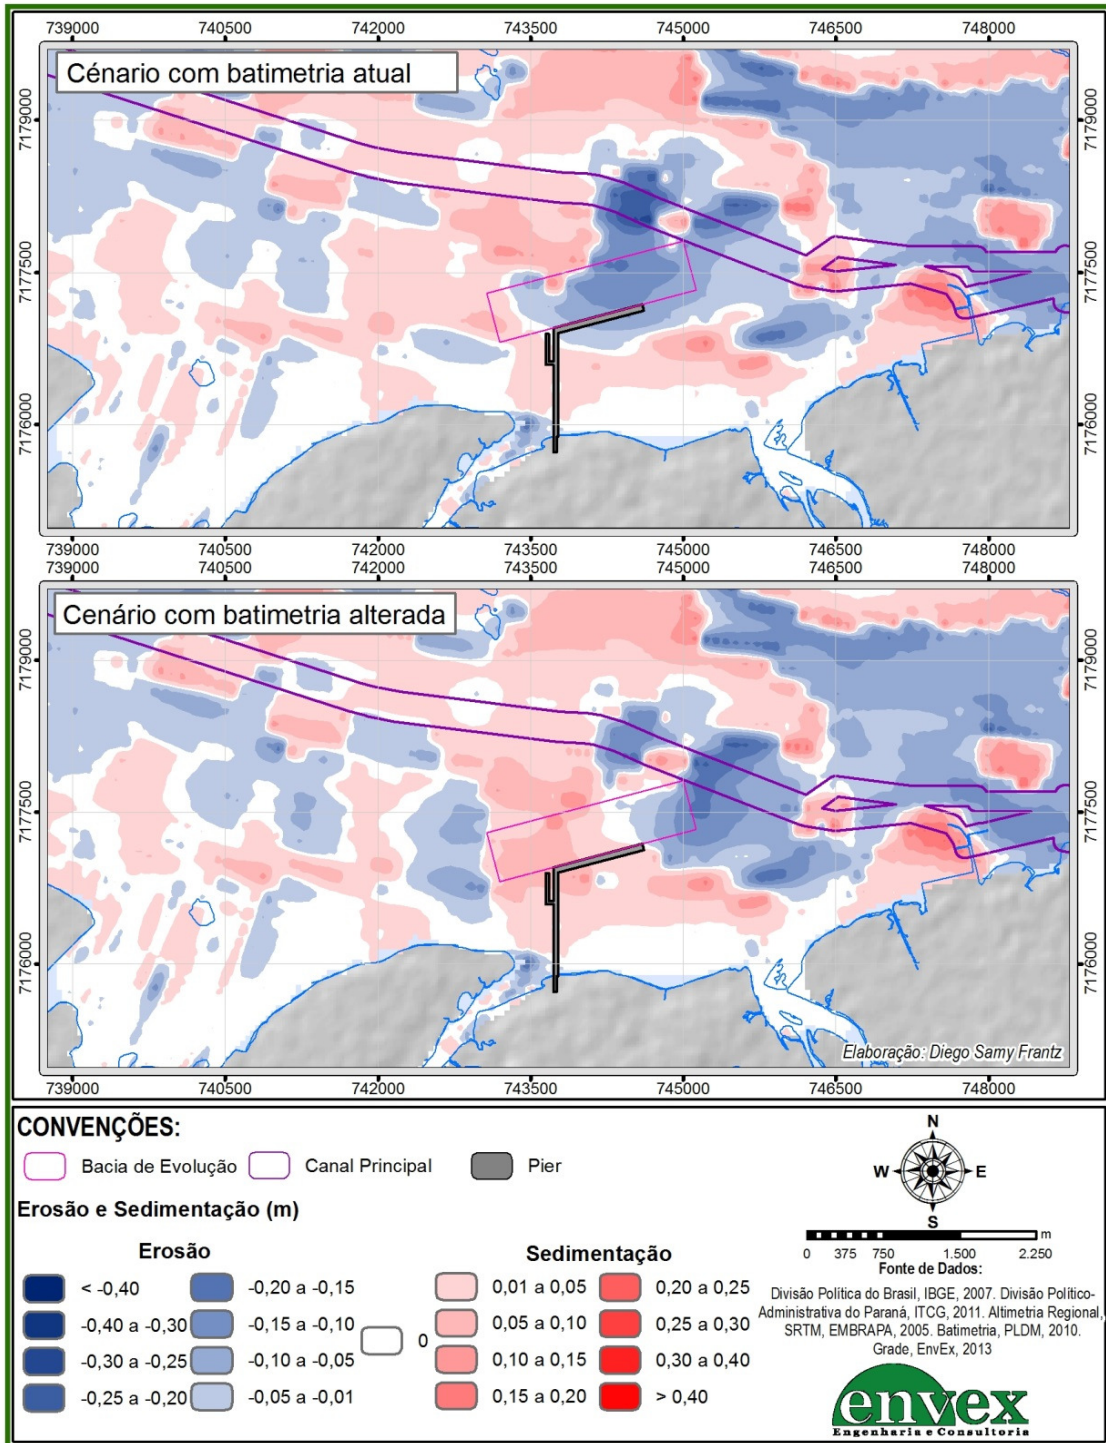 739000 740500 742000 743500 745000 746500 748000
Cénario com batimetria atual
7179000 7179000
7177500 7177500
7176000 7176000
739000 740500 742000 743500 745000 746500 748000
739000 740500 742000 743500 745000 746500 748000
Cenário com batimetria alterada
7179000 7179000
7177500 7177500
7176000 7176000
Elaboração: Diego Samy Frantz
739000 740500 742000 743500 745000 746500 748000
CONVENÇÕES:
Bacia de Evolução Canal Principal Pier
Erosão e Sedimentação (m)
Erosão
< -0,40 -0,20 a -0,15
-0,40 a -0,30 -0,15 a -0,10
-0,30 a -0,25 -0,10 a -0,05
-0,25 a -0,20 -0,05 a -0,01
0
Sedimentação
0,01 a 0,05 0,20 a 0,25
0,05 a 0,10 0,25 a 0,30
0,10 a 0,15 0,30 a 0,40
0,15 a 0,20 > 0,40
N
W E
S
m
0 375 750 1.500 2.250
Fonte de Dados:
Divisão Política do Brasil, IBGE, 2007. Divisão Político-
Administrativa do Paraná, ITCG, 2011. Altimetria Regional,
SRTM, EMBRAPA, 2005. Batimetria, PLDM, 2010.
Grade, EnvEx, 2013
envex
Engenharia e Consultoria